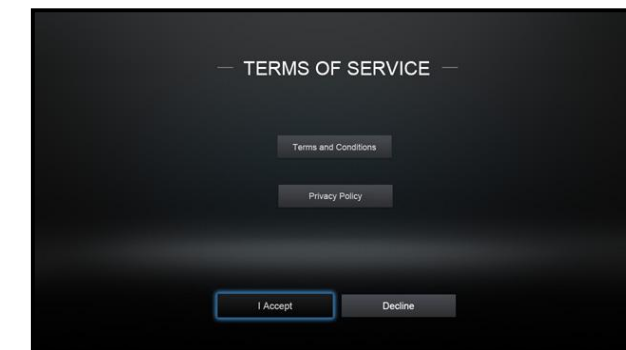 — TERMS OF SERVICE —
Terms and Conditions
Privacy Policy
I Accept Decline